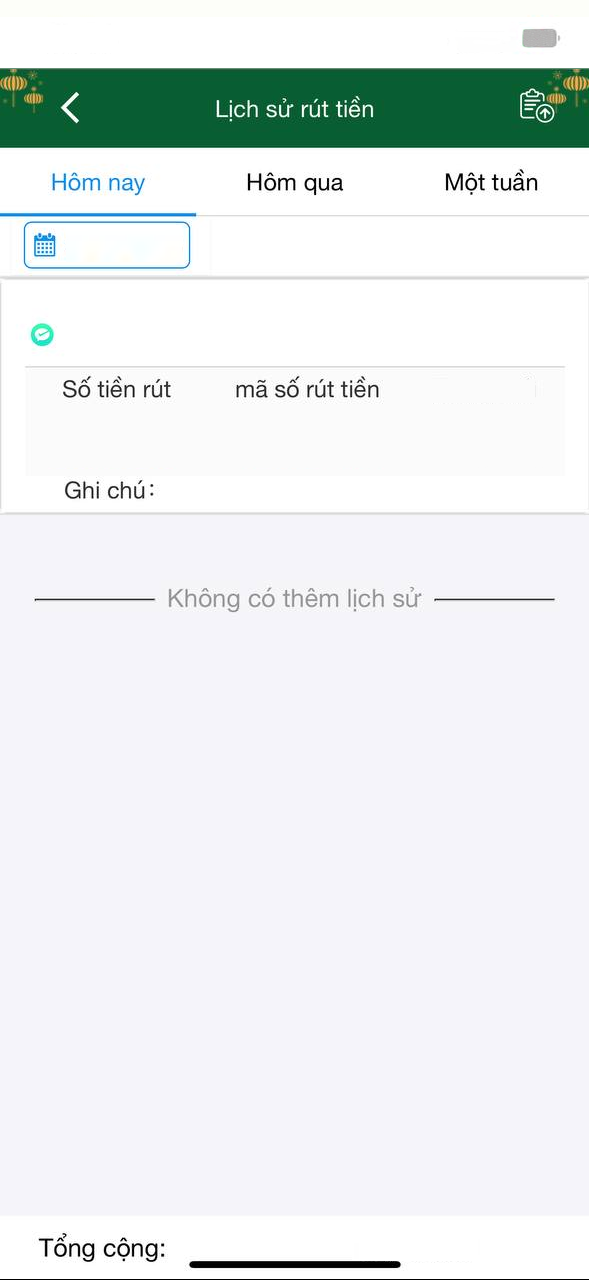 Lịch sử rút tiền
Hôm nay Hôm qua Một tuần
Số tiền rút mã số rút tiền
Ghi chú:
Không có thêm lịch sử
Tổng cộng: